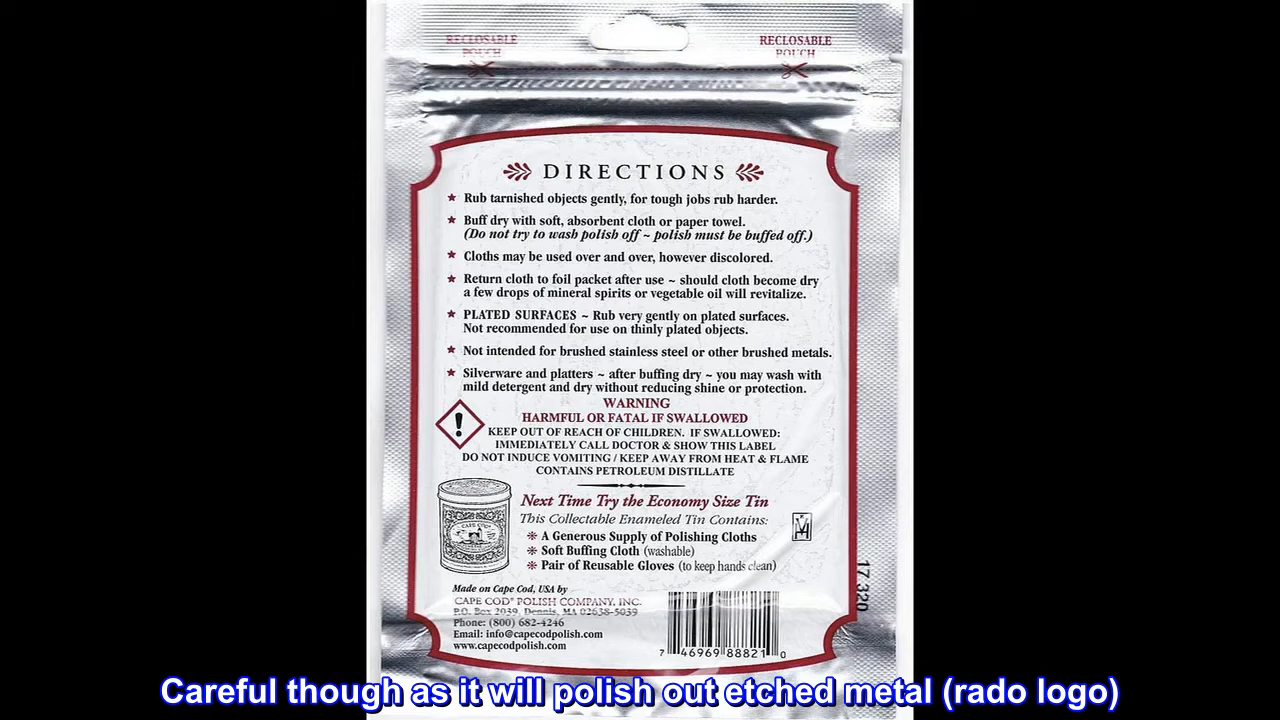 RECLOSABLE
POUCH
RECLOSABLE
POUCH
DIRECTIONS
★ Rub tarnished objects gently, for tough jobs rub harder.
★ Buff dry with soft, absorbent cloth or paper towel.
(Do not try to wash polish off ~ polish must be buffed off.)
★ Cloths may be used over and over, however discolored.
★ Return cloth to foil packet after use ~ should cloth become dry
a few drops of mineral spirits or vegetable oil will revitalize.
★ PLATED SURFACES ~ Rub very gently on plated surfaces.
Not recommended for use on thinly plated objects.
★ Not intended for brushed stainless steel or other brushed metals.
★ Silverware and platters ~ after buffing dry ~ you may wash with
mild detergent and dry without reducing shine or protection.
WARNING
HARMFUL OR FATAL IF SWALLOWED
KEEP OUT OF REACH OF CHILDREN. IF SWALLOWED:
IMMEDIATELY CALL DOCTOR & SHOW THIS LABEL
DO NOT INDUCE VOMITING / KEEP AWAY FROM HEAT & FLAME
CONTAINS PETROLEUM DISTILLATE
Next Time Try the Economy Size Tin
This Collectable Enameled Tin Contains:
A Generous Supply of Polishing Cloths
Soft Buffing Cloth (washable)
Pair of Reusable Gloves (to keep hands clean)
CAPE COD
17 320
Made on Cape Cod, USA by
CAPE COD® POLISH COMPANY, INC.
P.O. Box 2039, Dennis, MA 02638-5039
Phone: (800) 682-4246
Email: info@capecodpolish.com
www.capecodpolish.com
7 46969 88821 0
Careful though as it will polish out etched metal (rado logo)